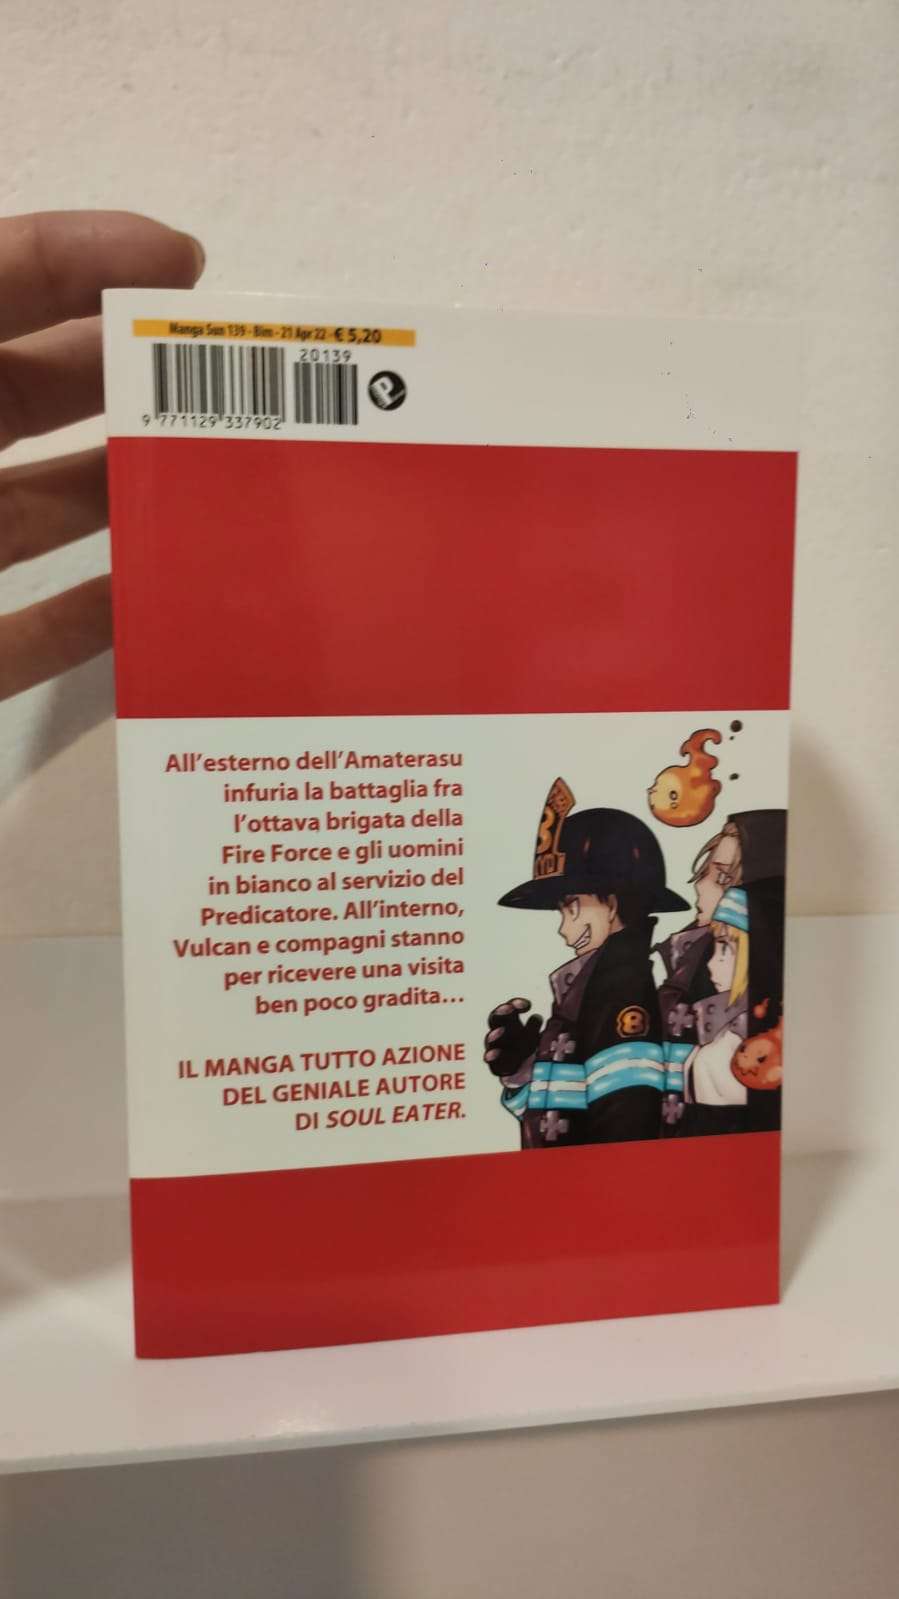 Manga Sun 139 - Bim - 21 Apr 22 - € 5,20
20139
9 771129 337902
P
All'esterno dell'Amaterasu
infuria la battaglia fra
l'ottava brigata della
Fire Force e gli uomini
in bianco al servizio del
Predicatore. All'interno,
Vulcan e compagni stanno
per ricevere una visita
ben poco gradita...
IL MANGA TUTTO AZIONE
DEL GENIALE AUTORE
DI SOUL EATER.
8
8